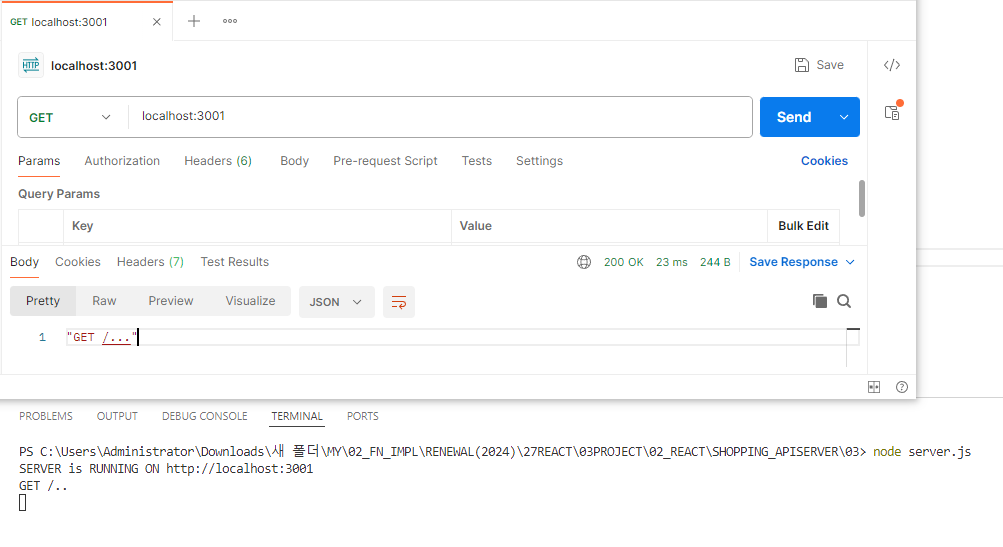 GET localhost:3001
HTTP localhost:3001 Save
GET localhost:3001 Send
Params Authorization Headers (6) Body Pre-request Script Tests Settings Cookies
Query Params
Key Value Bulk Edit
Body Cookies Headers (7) Test Results 200 OK 23 ms 244 B Save Response
Pretty Raw Preview Visualize JSON
1 "GET /..."
PROBLEMS OUTPUT DEBUG CONSOLE TERMINAL PORTS
PS C:\Users\Administrator\Downloads\새 폴더\MY\02_FN_IMPL\RENEWAL(2024)\27REACT\03PROJECT\02_REACT\SHOPPING_APISERVER\03> node server.js
SERVER is RUNNING ON http://localhost:3001
GET /..